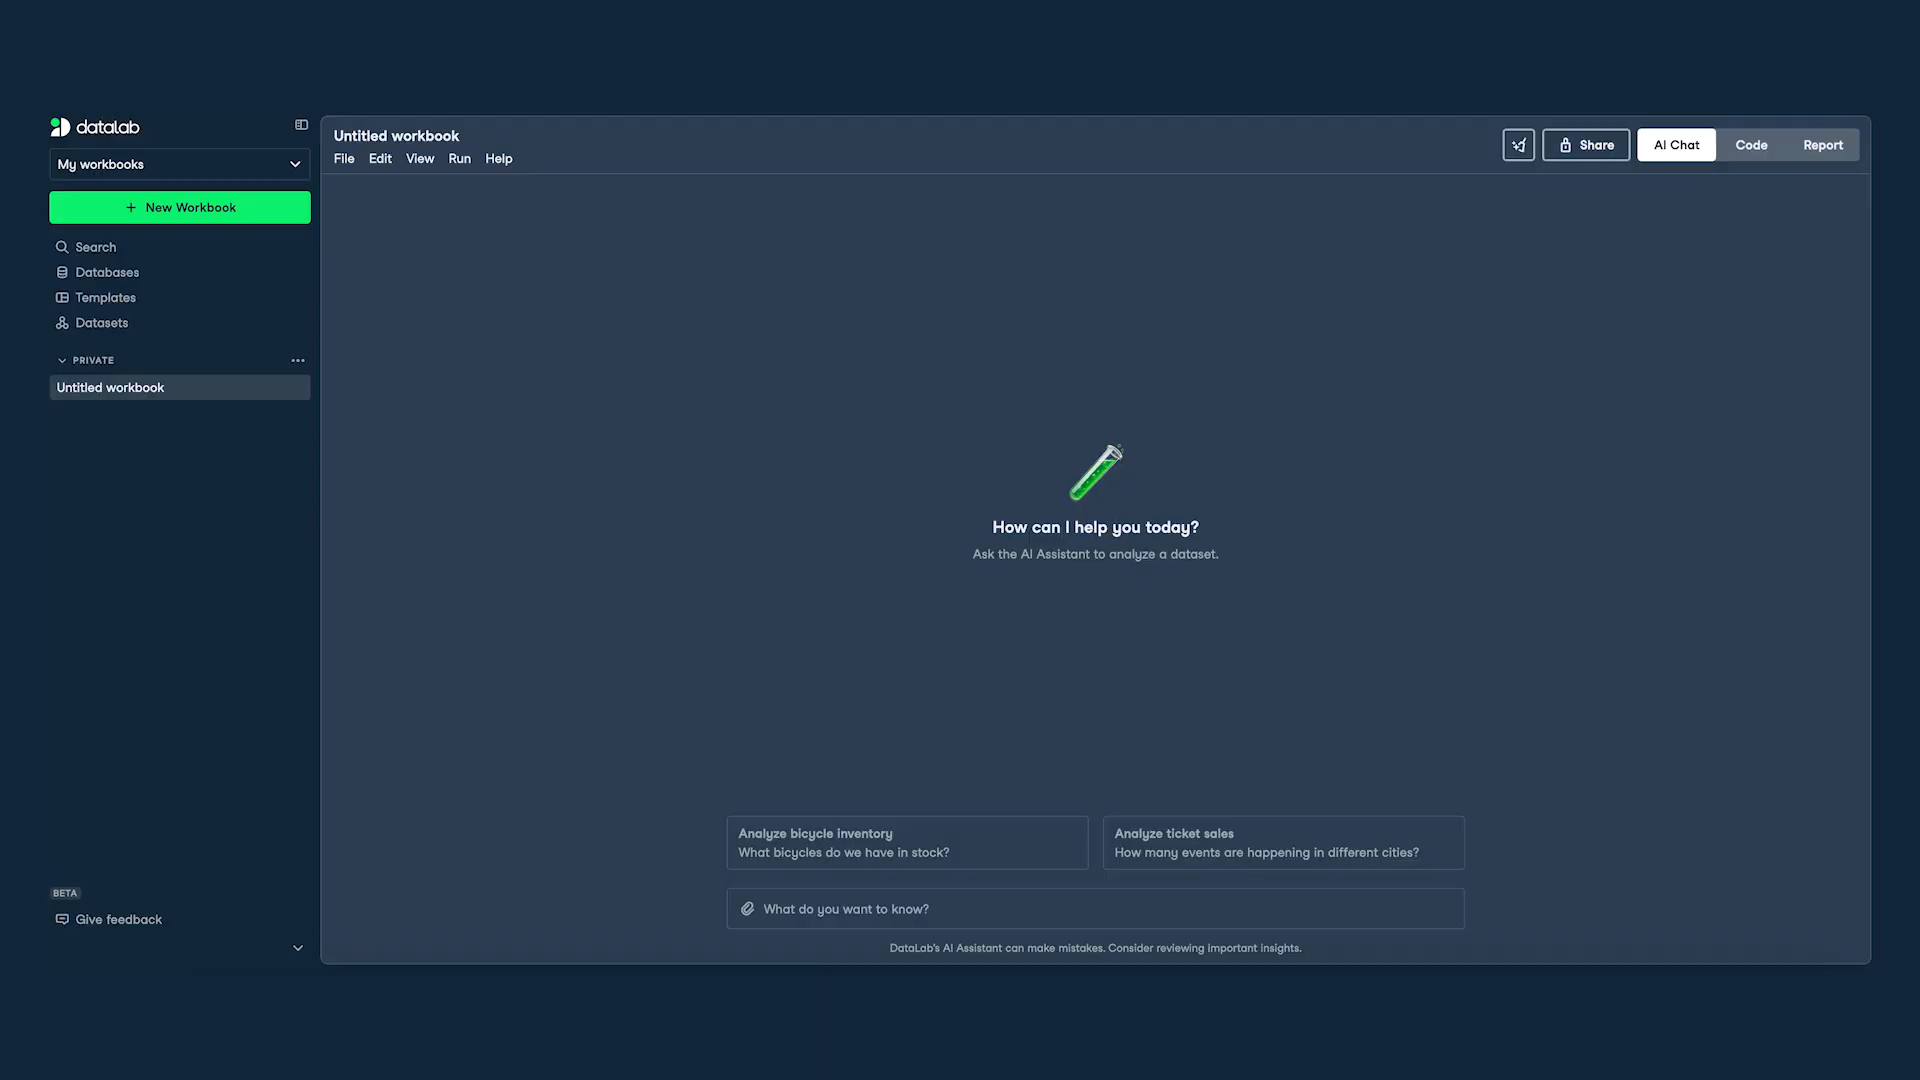 datalab
My workbooks
+ New Workbook
Search
Databases
Templates
Datasets
PRIVATE
Untitled workbook
BETA
Give feedback
Untitled workbook
File Edit View Run Help
Share
AI Chat Code Report
How can I help you today?
Ask the AI Assistant to analyze a dataset.
Analyze bicycle inventory
What bicycles do we have in stock?
Analyze ticket sales
How many events are happening in different cities?
What do you want to know?
DataLab's AI Assistant can make mistakes. Consider reviewing important insights.